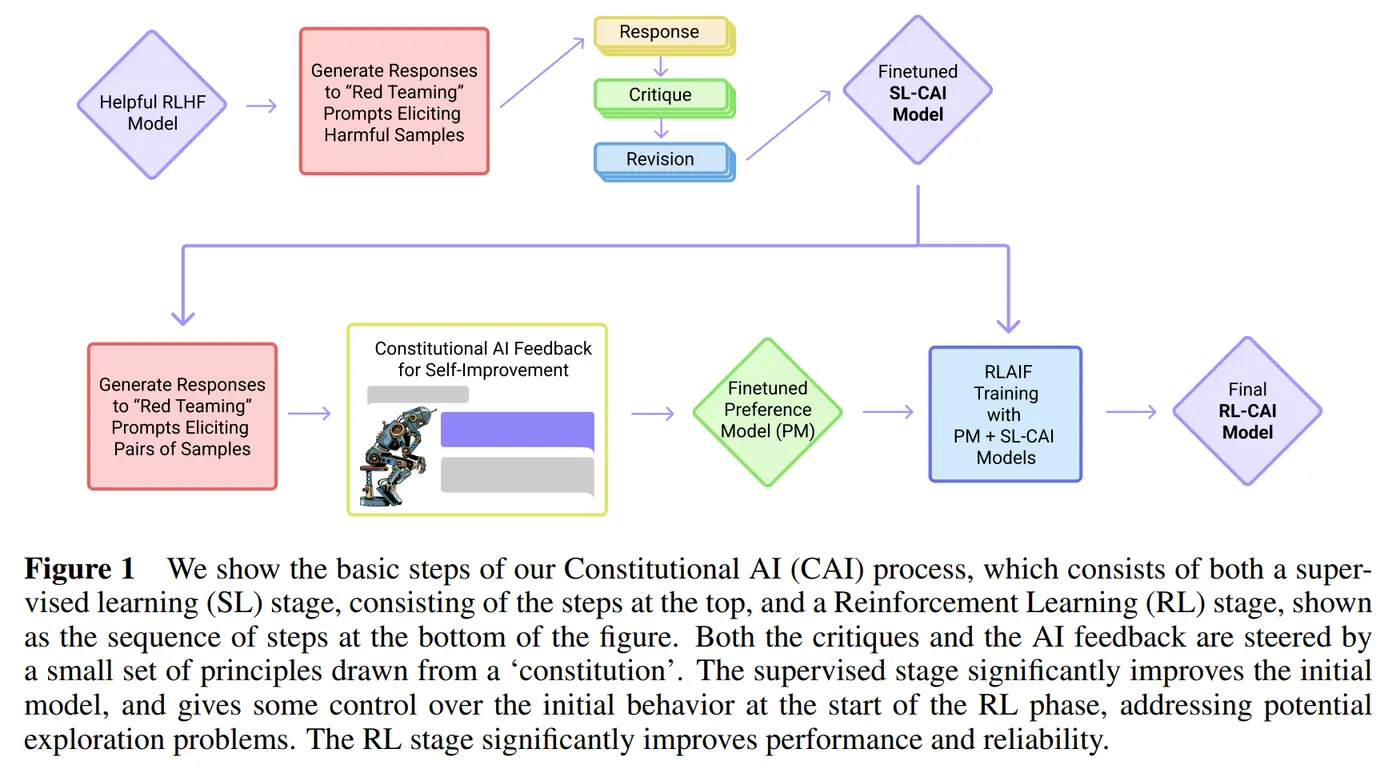 Helpful RLHF
Model
Generate Responses
to “Red Teaming”
Prompts Eliciting
Harmful Samples
Response
Critique
Revision
Finetuned
SL-CAI
Model
Generate Responses
to “Red Teaming”
Prompts Eliciting
Pairs of Samples
Constitutional AI Feedback
for Self-Improvement
Finetuned
Preference
Model (PM)
RLAIF
Training
with
PM + SL-CAI
Models
Final
RL-CAI
Model
Figure 1 We show the basic steps of our Constitutional AI (CAI) process, which consists of both a super-
vised learning (SL) stage, consisting of the steps at the top, and a Reinforcement Learning (RL) stage, shown
as the sequence of steps at the bottom of the figure. Both the critiques and the AI feedback are steered by
a small set of principles drawn from a ‘constitution’. The supervised stage significantly improves the initial
model, and gives some control over the initial behavior at the start of the RL phase, addressing potential
exploration problems. The RL stage significantly improves performance and reliability.